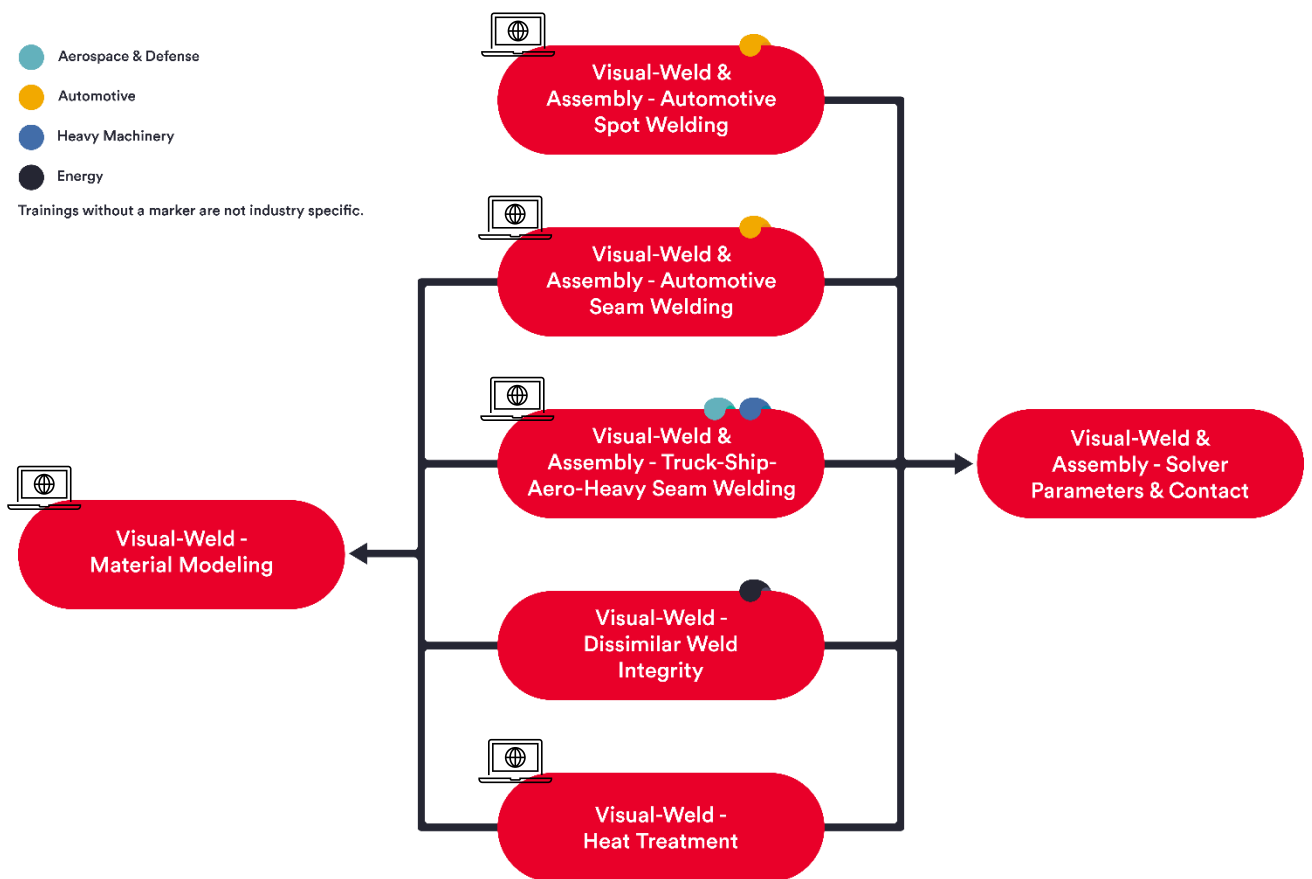 Aerospace & Defense
Automotive
Heavy Machinery
Energy
Trainings without a marker are not industry specific.
Visual-Weld &
Assembly - Automotive
Spot Welding
Visual-Weld &
Assembly - Automotive
Seam Welding
Visual-Weld &
Assembly - Truck-Ship-
Aero-Heavy Seam Welding
Visual-Weld &
Assembly - Solver
Parameters & Contact
Visual-Weld -
Material Modeling
Visual-Weld -
Dissimilar Weld
Integrity
Visual-Weld -
Heat Treatment